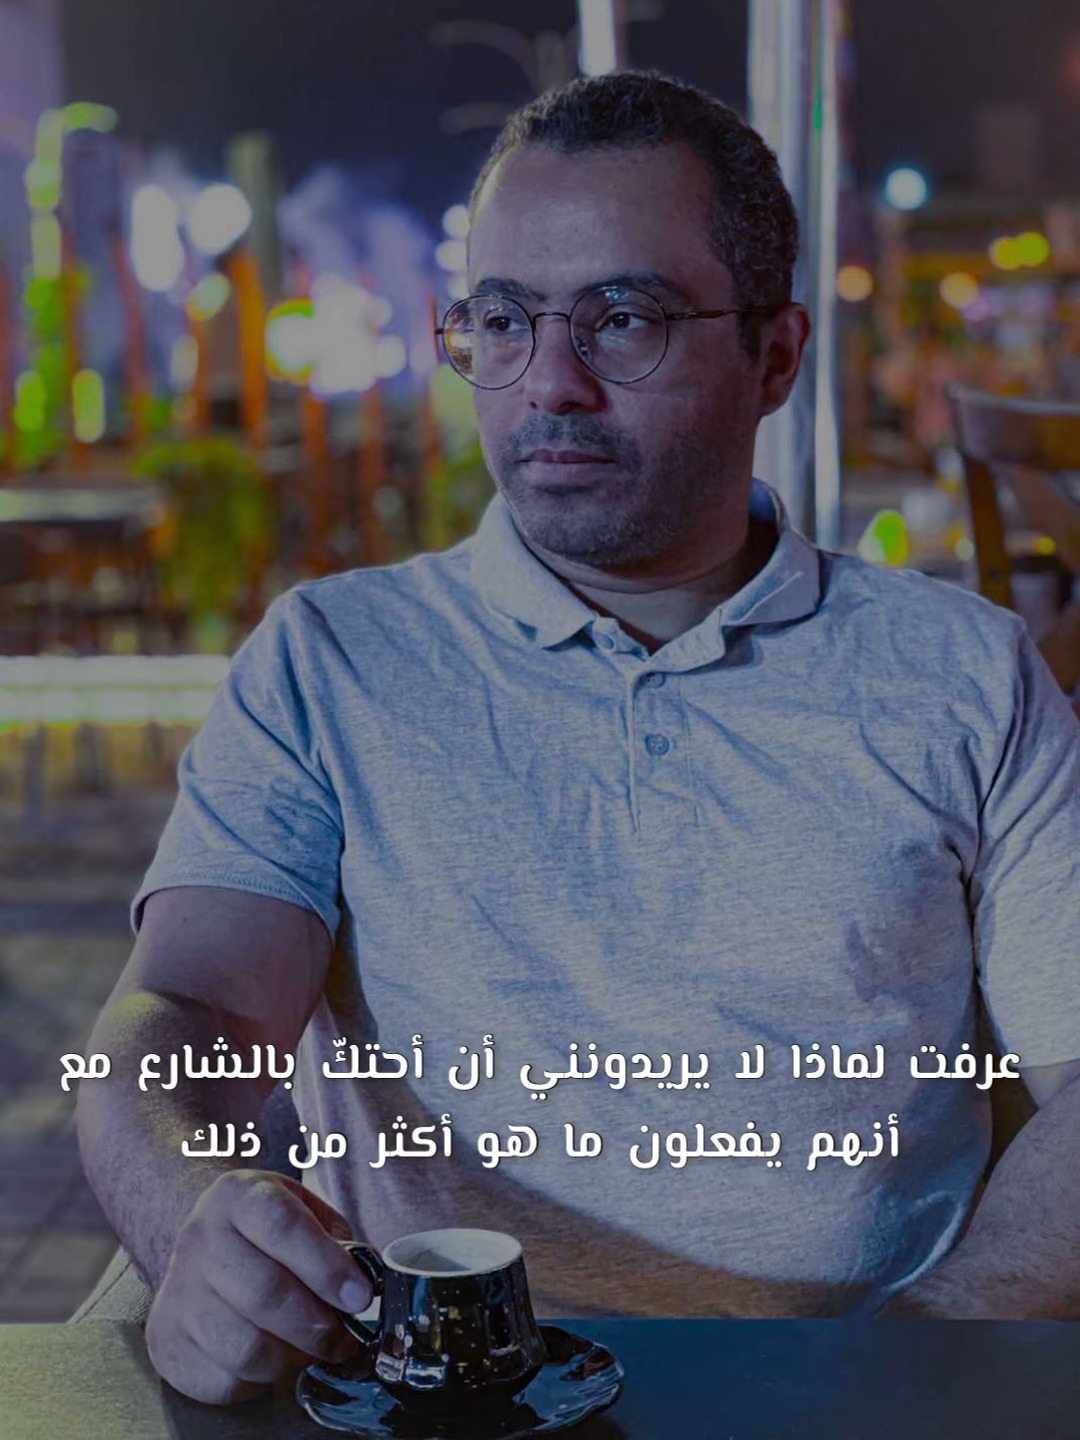 عرفت لماذا لا يريدونني أن أحتكّ بالشارع مع
أنهم يفعلون ما هو أكثر من ذلك